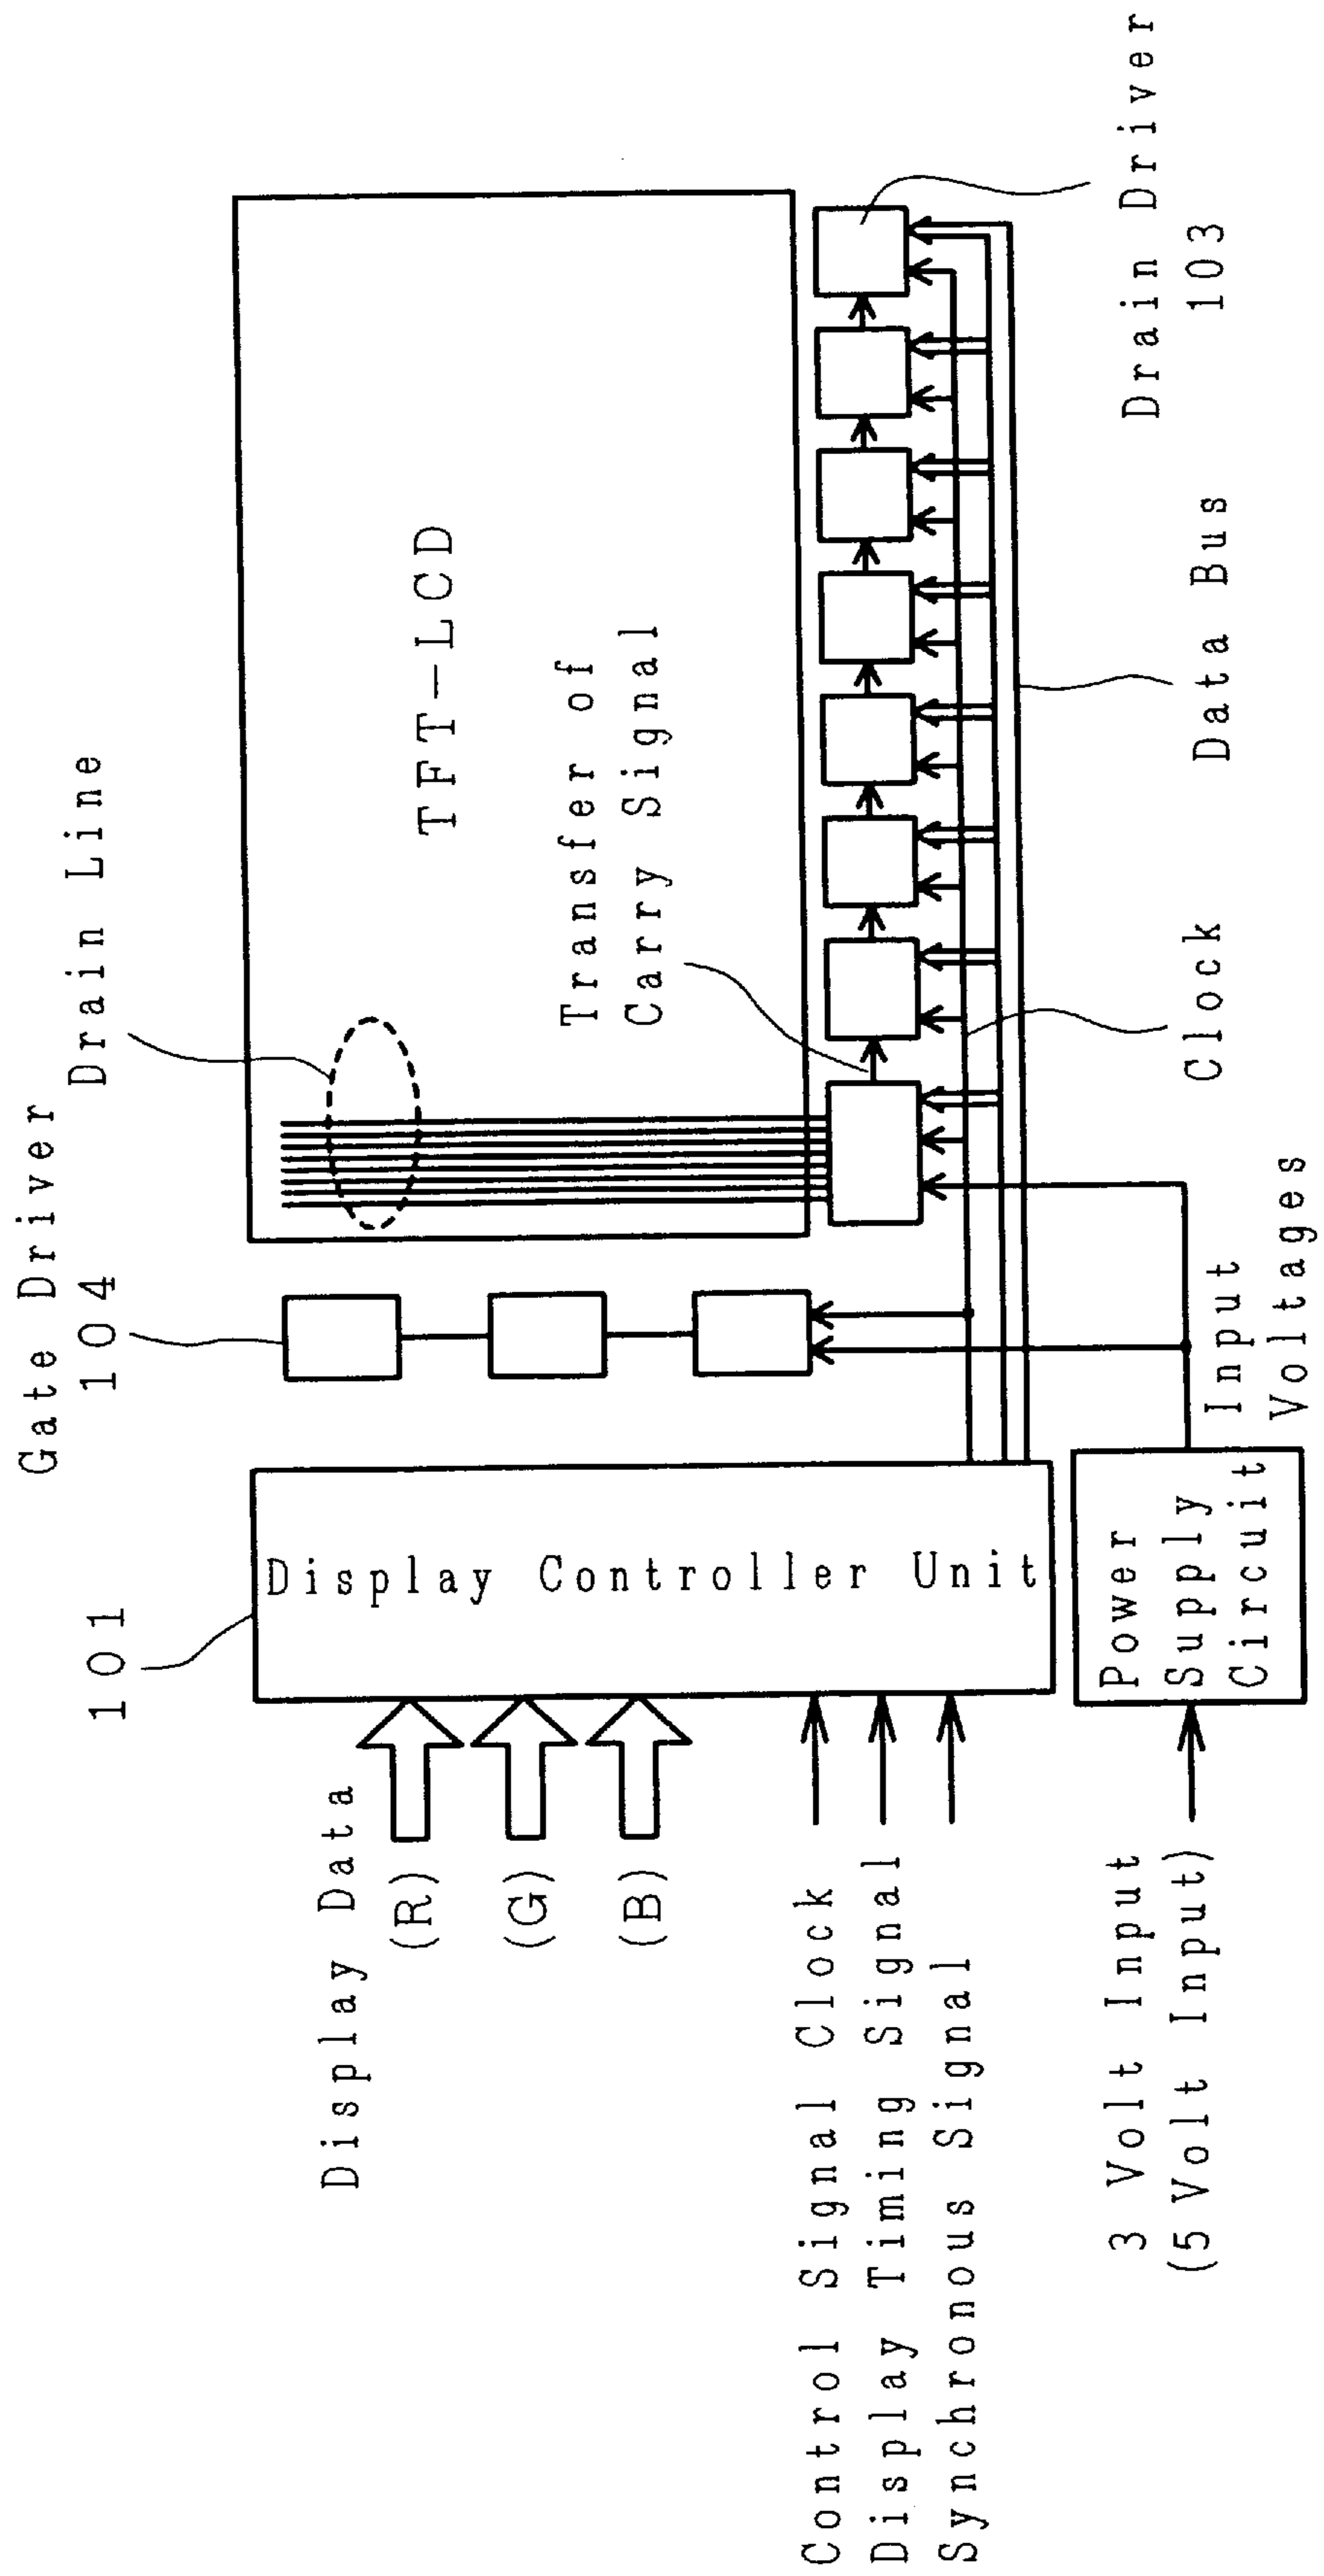 Gate Driver
104
Drain Line
101
TFT-LCD
Transfer of
Carry Signal
Display Controller Unit
Display Data
(R)
(G)
(B)
Control Signal Clock
Display Timing Signal
Synchronous Signal
Drain Driver
103
Data Bus
Clock
Input
Voltages
Power
Supply
Circuit
3 Volt Input
(5 Volt Input)